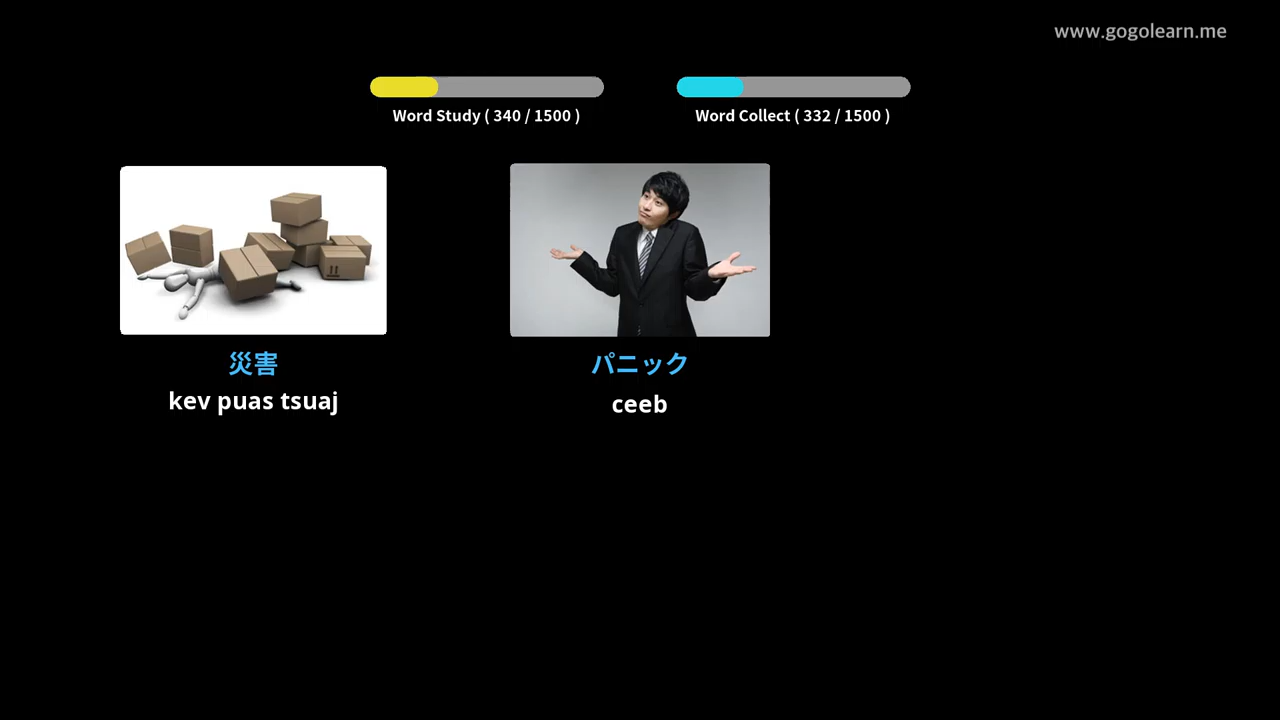 www.gogolearn.me
Word Study ( 340 / 1500 )
Word Collect ( 332 / 1500 )
災害
kev puas tsuaj
パニック
ceeb